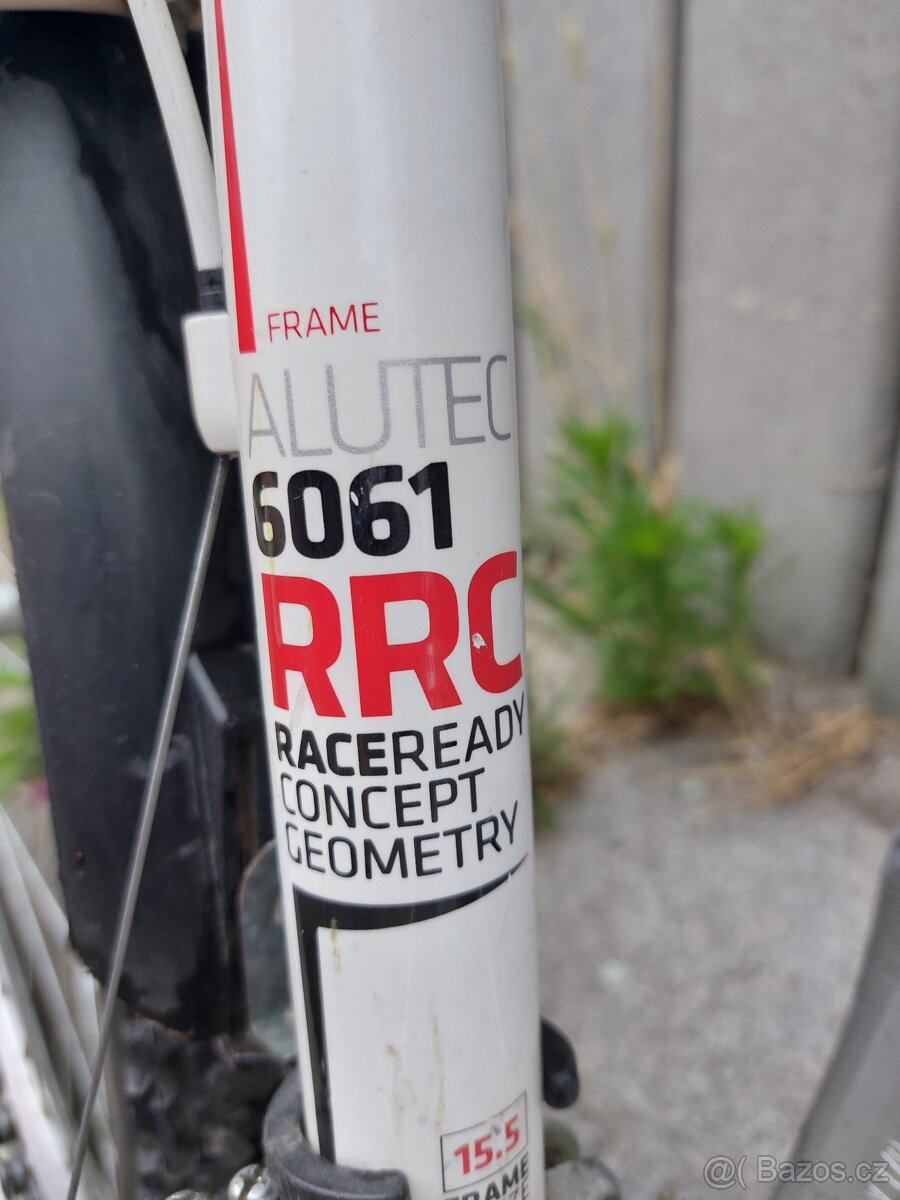 FRAME
ALUTEC
6061
RRC
RACEREADY
CONCEPT
GEOMETRY
15.5
FRAME
@( Bazos.cz